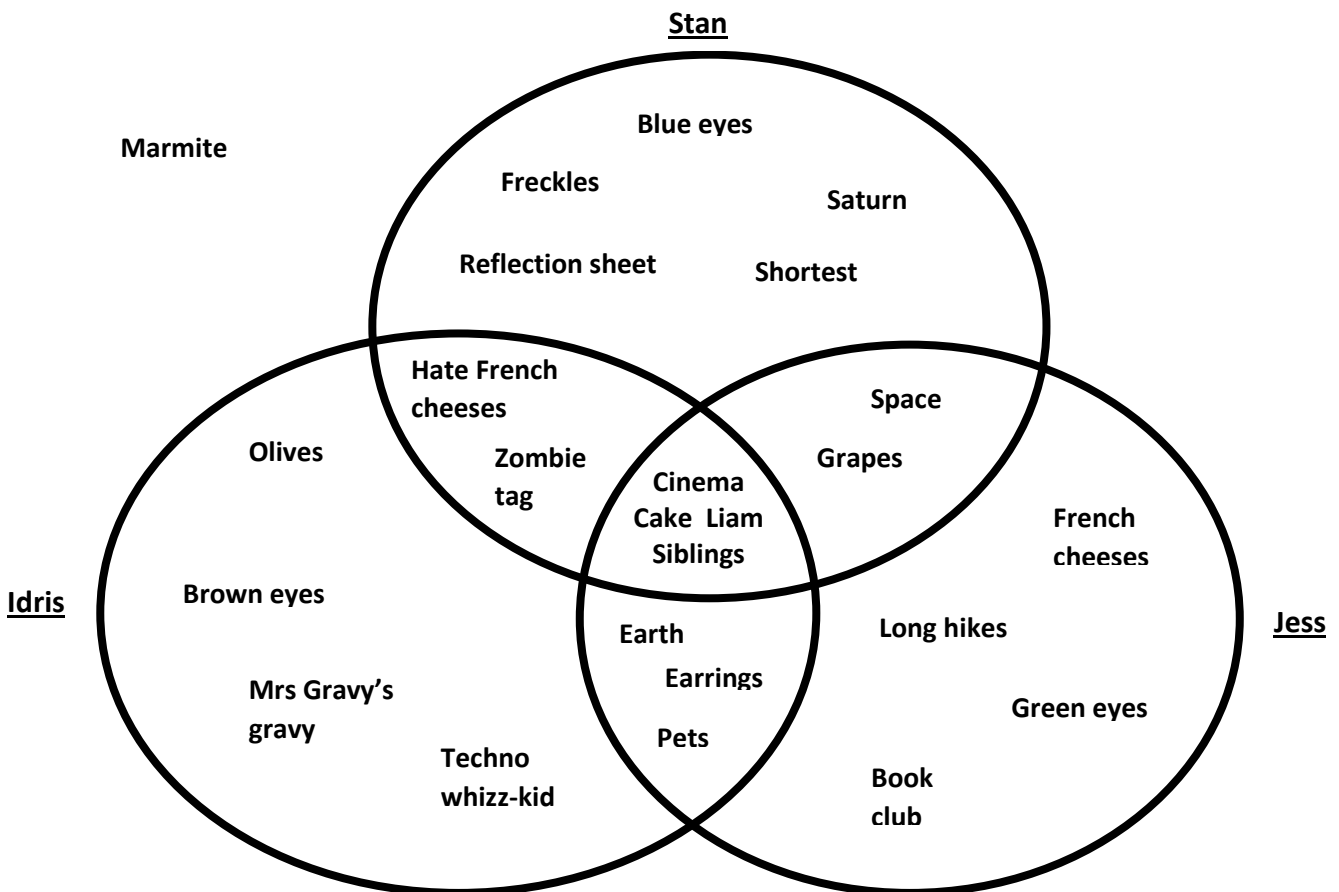 Stan
Blue eyes
Marmite
Freckles
Saturn
Reflection sheet
Shortest
Hate French
cheeses
Space
Olives
Zombie
tag
Grapes
Cinema
Cake Liam
Siblings
French
cheeses
Idris
Brown eyes
Earth
Long hikes
Jess
Earrings
Mrs Gravy’s
gravy
Green eyes
Pets
Techno
whizz-kid
Book
club